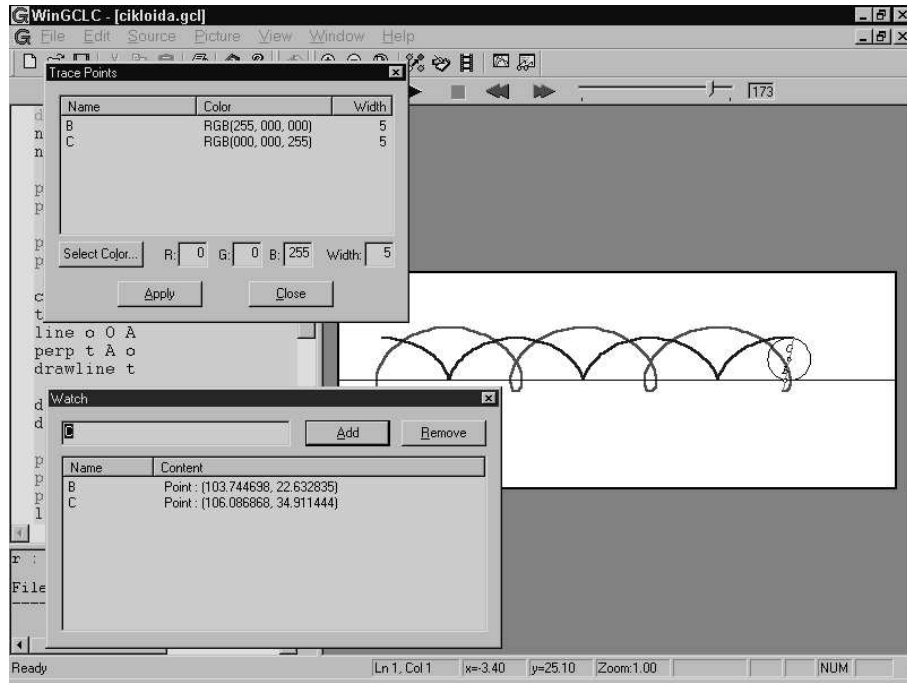 WinGCLC - [cikloida.gcl]
File Edit Source Picture View Window Help
Trace Points
173
Name Color Width
B RGB(255, 000, 000) 5
C RGB(000, 000, 255) 5
Select Color... R: 0 G: 0 B: 255 Width: 5
Apply Close
d
n
n
p
p
p
p
c
t
line o O A
perp t A o
drawline t
d
d
p
p
p
l
C
Watch
Add Remove
Name Content
B Point : (103.744698, 22.632835)
C Point : (106.086868, 34.911444)
r :
File
Ready Ln 1, Col 1 x=-3.40 y=25.10 Zoom:1.00 NUM